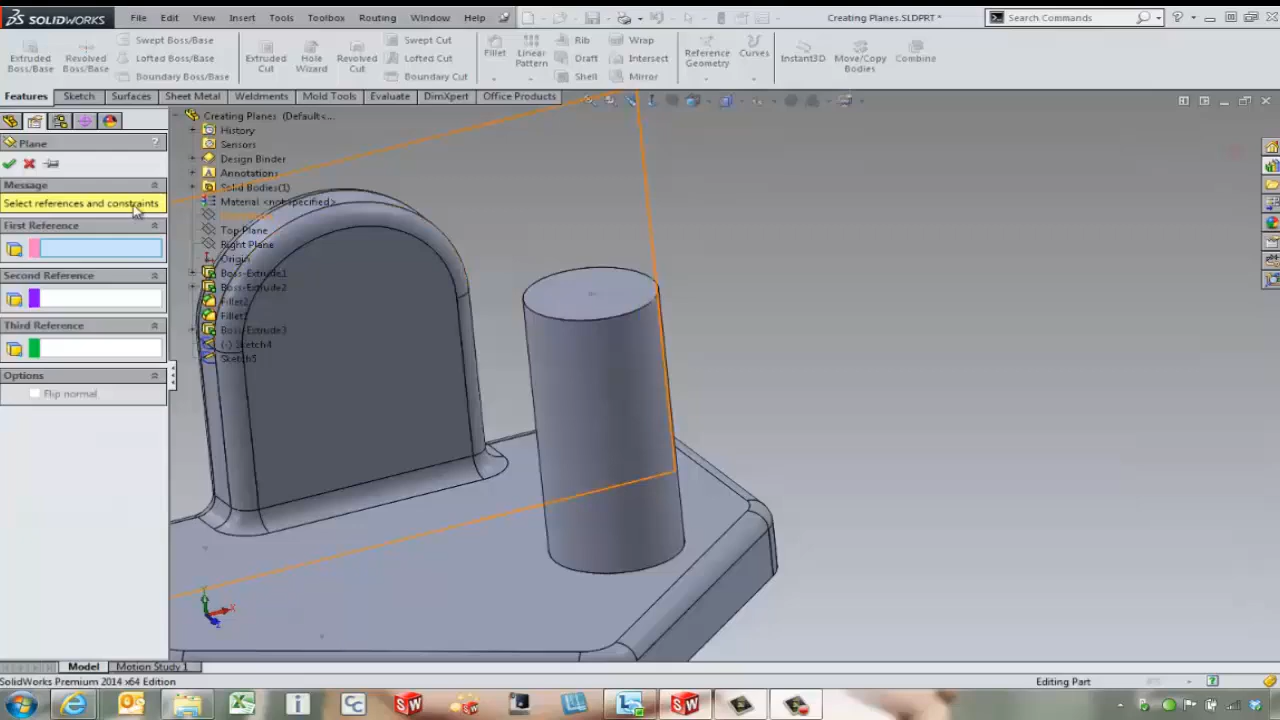 SOLIDWORKS File Edit View Insert Tools Toolbox Routing Window Help Creating Planes.SLDPRT * Search Commands
Extruded Boss/Base
Revolved Boss/Base
Swept Boss/Base
Lofted Boss/Base
Boundary Boss/Base
Extruded Cut
Hole Wizard
Revolved Cut
Swept Cut
Lofted Cut
Boundary Cut
Fillet
Linear Pattern
Rib
Draft
Shell
Wrap
Intersect
Mirror
Reference Geometry
Curves
Instant3D
Move/Copy Bodies
Combine
Features Sketch Surfaces Sheet Metal Weldments Mold Tools Evaluate DimXpert Office Products
Plane ?
Message
Select references and constraints
First Reference
Second Reference
Third Reference
Options
Flip normal
Creating Planes (Default<...
History
Sensors
Design Binder
Annotations
Solid Bodies(1)
Material <not specified>
Top Plane
Right Plane
Origin
Boss-Extrude1
Boss-Extrude2
Fillet2
Boss-Extrude3
(-) Sketch4
Sketch5
Y
X
Z
Model Motion Study 1
SolidWorks Premium 2014 x64 Edition Editing Part